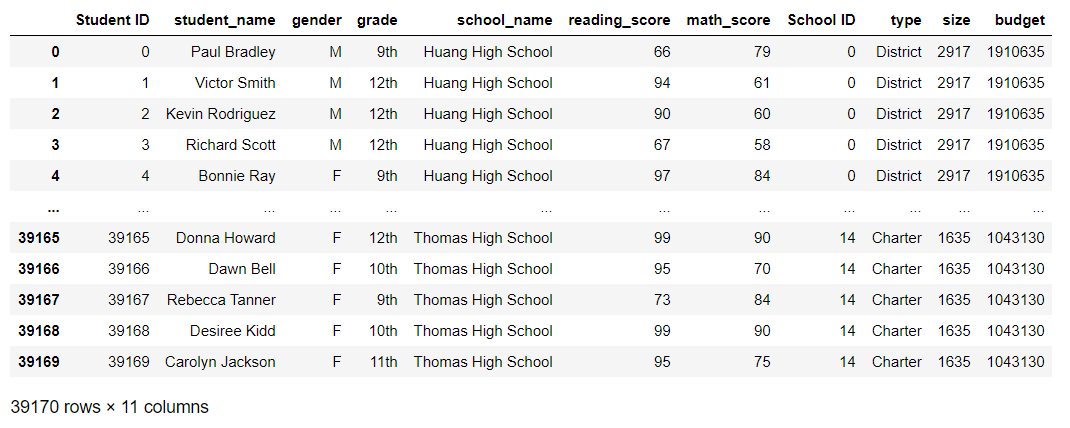 Student ID student_name gender grade school_name reading_score math_score School ID type size budget
0 0 Paul Bradley M 9th Huang High School 66 79 0 District 2917 1910635
1 1 Victor Smith M 12th Huang High School 94 61 0 District 2917 1910635
2 2 Kevin Rodriguez M 12th Huang High School 90 60 0 District 2917 1910635
3 3 Richard Scott M 12th Huang High School 67 58 0 District 2917 1910635
4 4 Bonnie Ray F 9th Huang High School 97 84 0 District 2917 1910635
... ... ... ... ... ... ... ... ... ... ... ...
39165 39165 Donna Howard F 12th Thomas High School 99 90 14 Charter 1635 1043130
39166 39166 Dawn Bell F 10th Thomas High School 95 70 14 Charter 1635 1043130
39167 39167 Rebecca Tanner F 9th Thomas High School 73 84 14 Charter 1635 1043130
39168 39168 Desiree Kidd F 10th Thomas High School 99 90 14 Charter 1635 1043130
39169 39169 Carolyn Jackson F 11th Thomas High School 95 75 14 Charter 1635 1043130
39170 rows × 11 columns